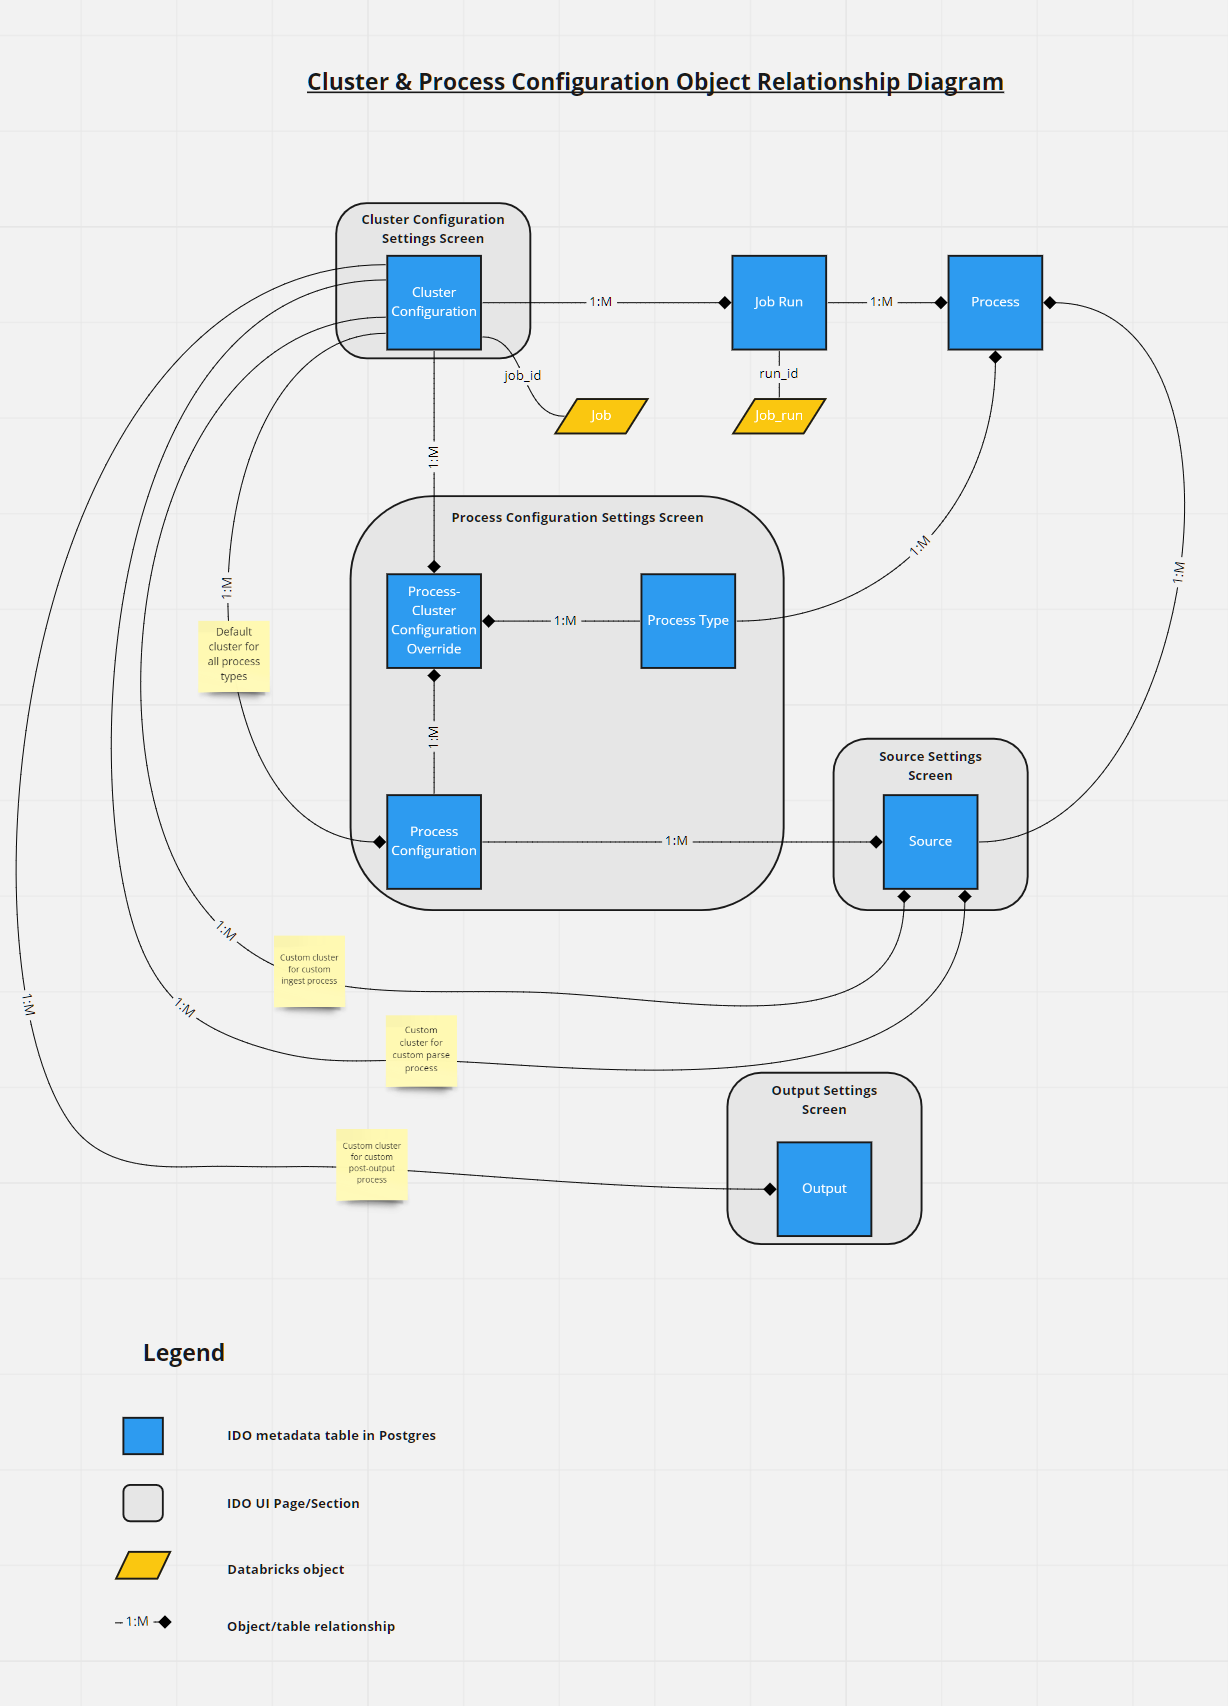 Cluster & Process Configuration Object Relationship Diagram
Cluster Configuration
Settings Screen
Cluster
Configuration
1:M
Job Run
1:M
Process
job_id
run_id
Job
Job_run
1:M
Process Configuration Settings Screen
1:M
1:M
1:M
Process-
Cluster
Configuration
Override
1:M
Process Type
Default
cluster for
all process
types
1:M
Source Settings
Screen
Process
Configuration
1:M
Source
1:M
Custom cluster
for custom
ingest process
1:M
1:M
Custom
cluster for
custom parse
process
Output Settings
Screen
Custom cluster
for custom
post-output
process
Output
Legend
IDO metadata table in Postgres
IDO UI Page/Section
Databricks object
1:M
Object/table relationship